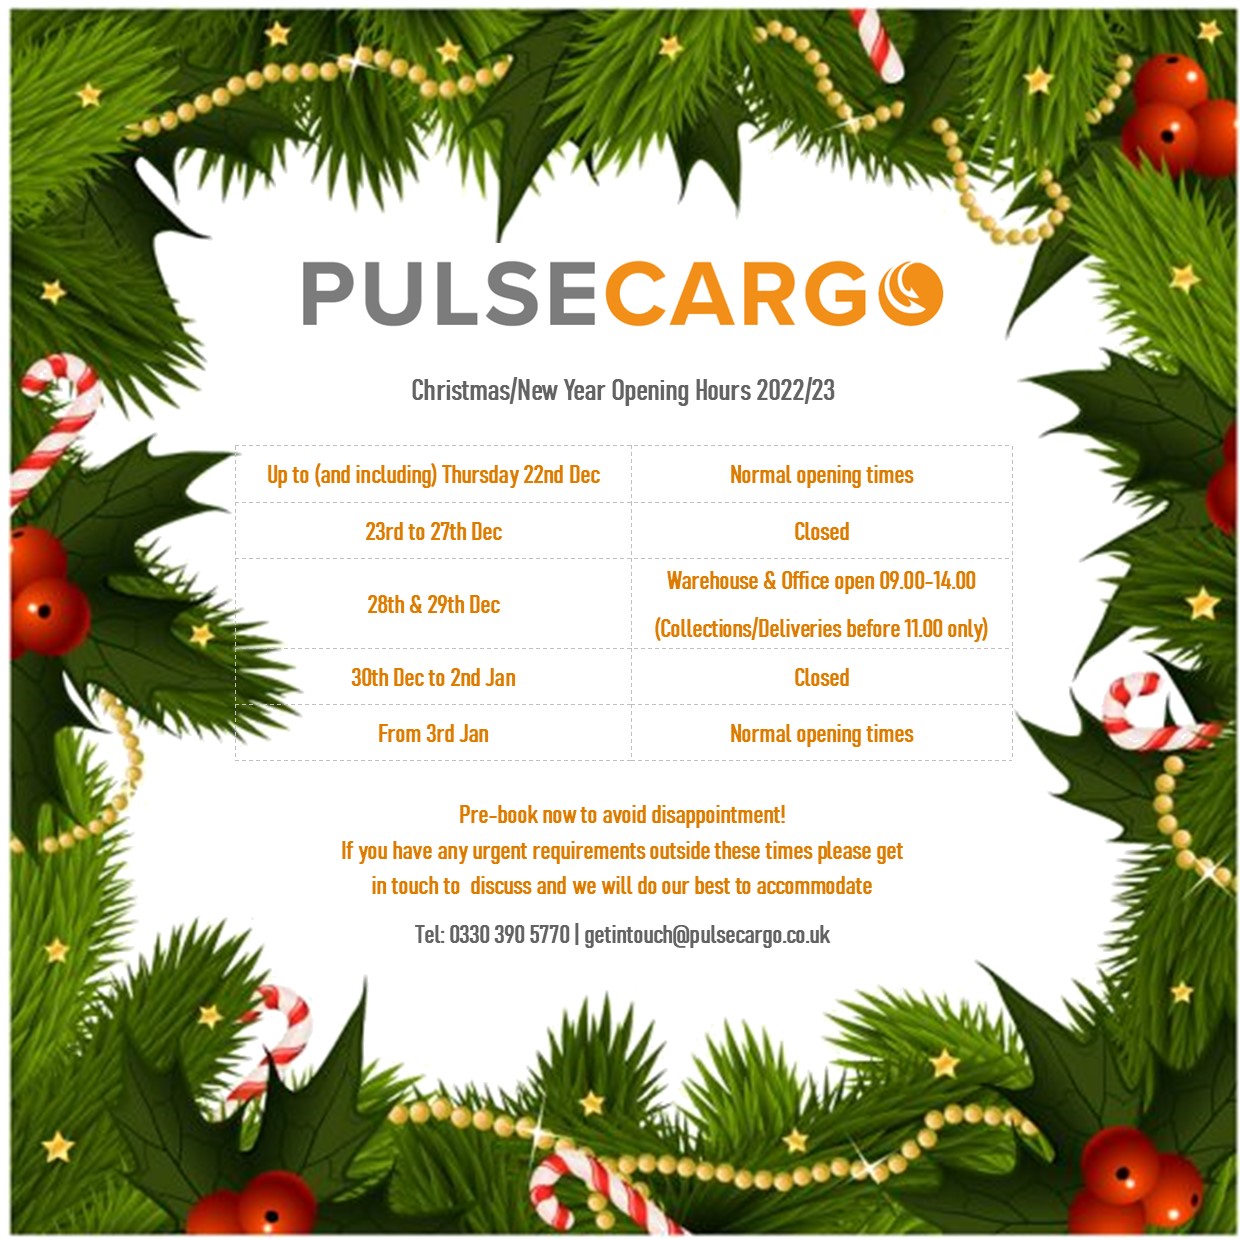 PULSECARGO
Christmas/New Year Opening Hours 2022/23
Up to (and including) Thursday 22nd Dec
Normal opening times
23rd to 27th Dec
Closed
28th & 29th Dec
Warehouse & Office open 09.00-14.00
(Collections/Deliveries before 11.00 only)
30th Dec to 2nd Jan
Closed
From 3rd Jan
Normal opening times
Pre-book now to avoid disappointment!
If you have any urgent requirements outside these times please get
in touch to  discuss and we will do our best to accommodate
Tel: 0330 390 5770 | getintouch@pulsecargo.co.uk